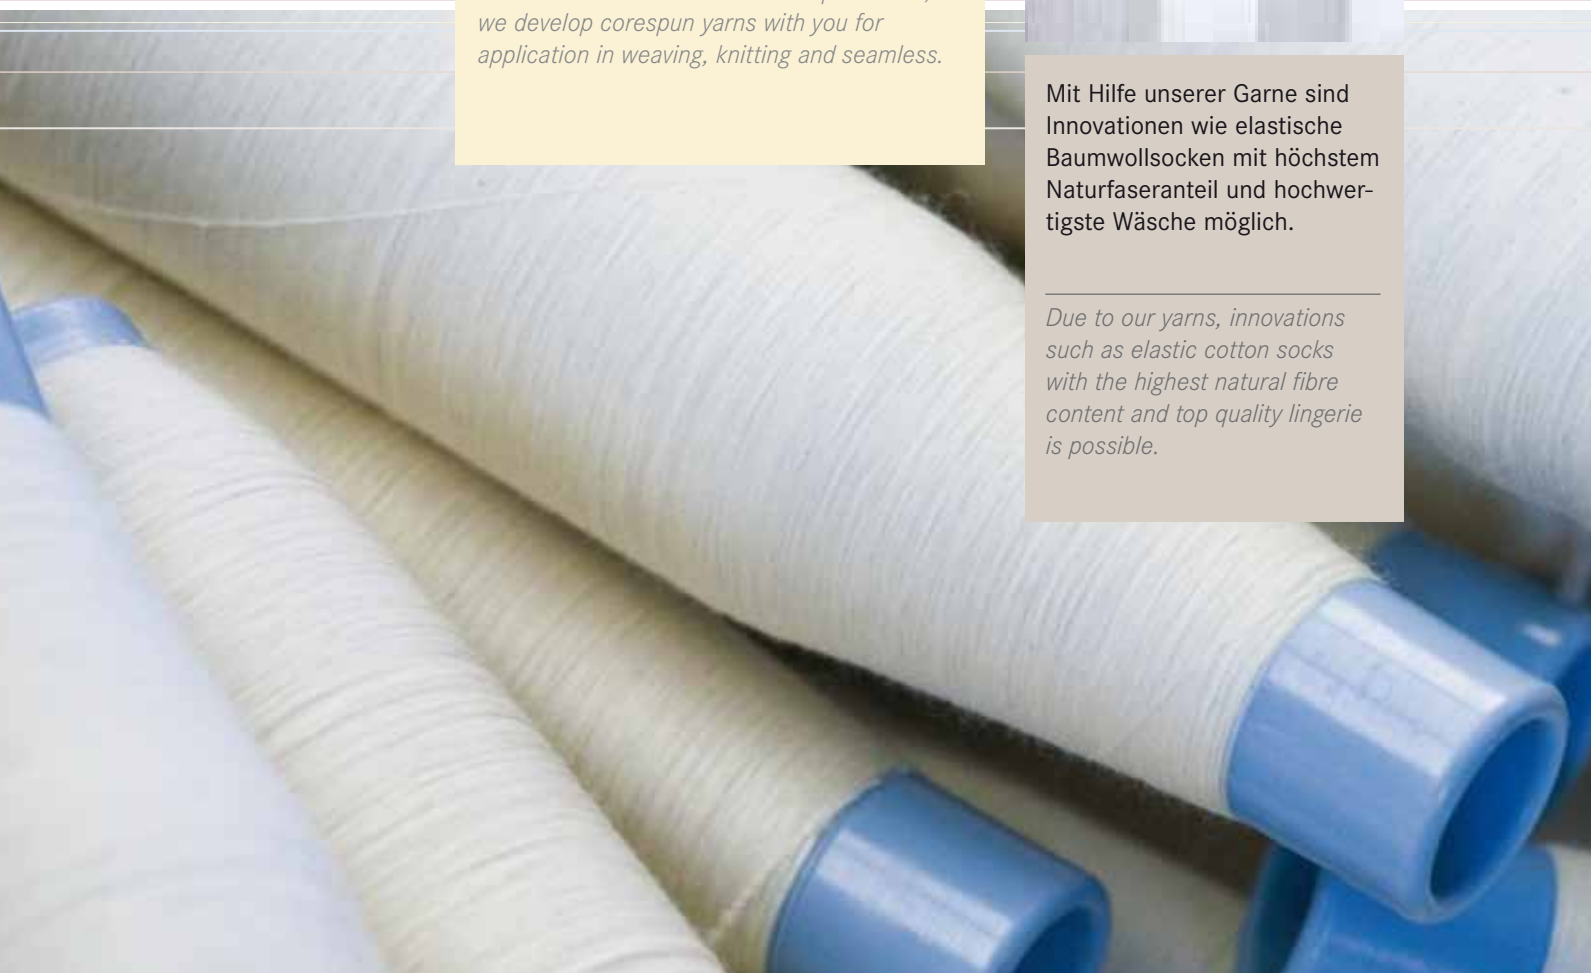 we develop corespun yarns with you for
application in weaving, knitting and seamless.
Mit Hilfe unserer Garne sind
Innovationen wie elastische
Baumwollsocken mit höchstem
Naturfaseranteil und hochwer-
tigste Wäsche möglich.
Due to our yarns, innovations
such as elastic cotton socks
with the highest natural fibre
content and top quality lingerie
is possible.